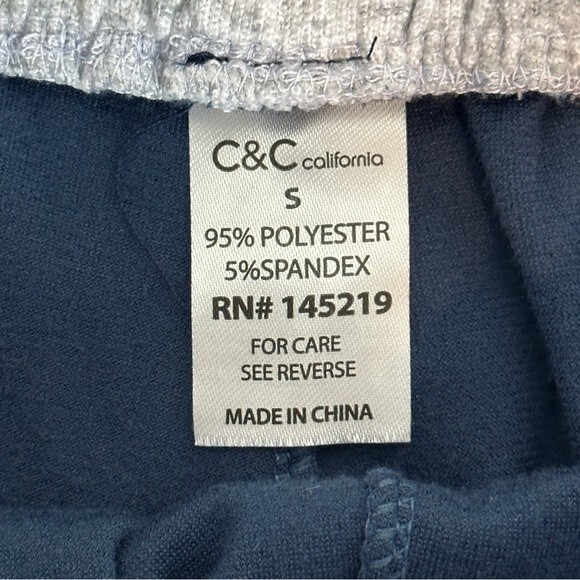 C&C california
S
95% POLYESTER
5%SPANDEX
RN# 145219
FOR CARE
SEE REVERSE
MADE IN CHINA